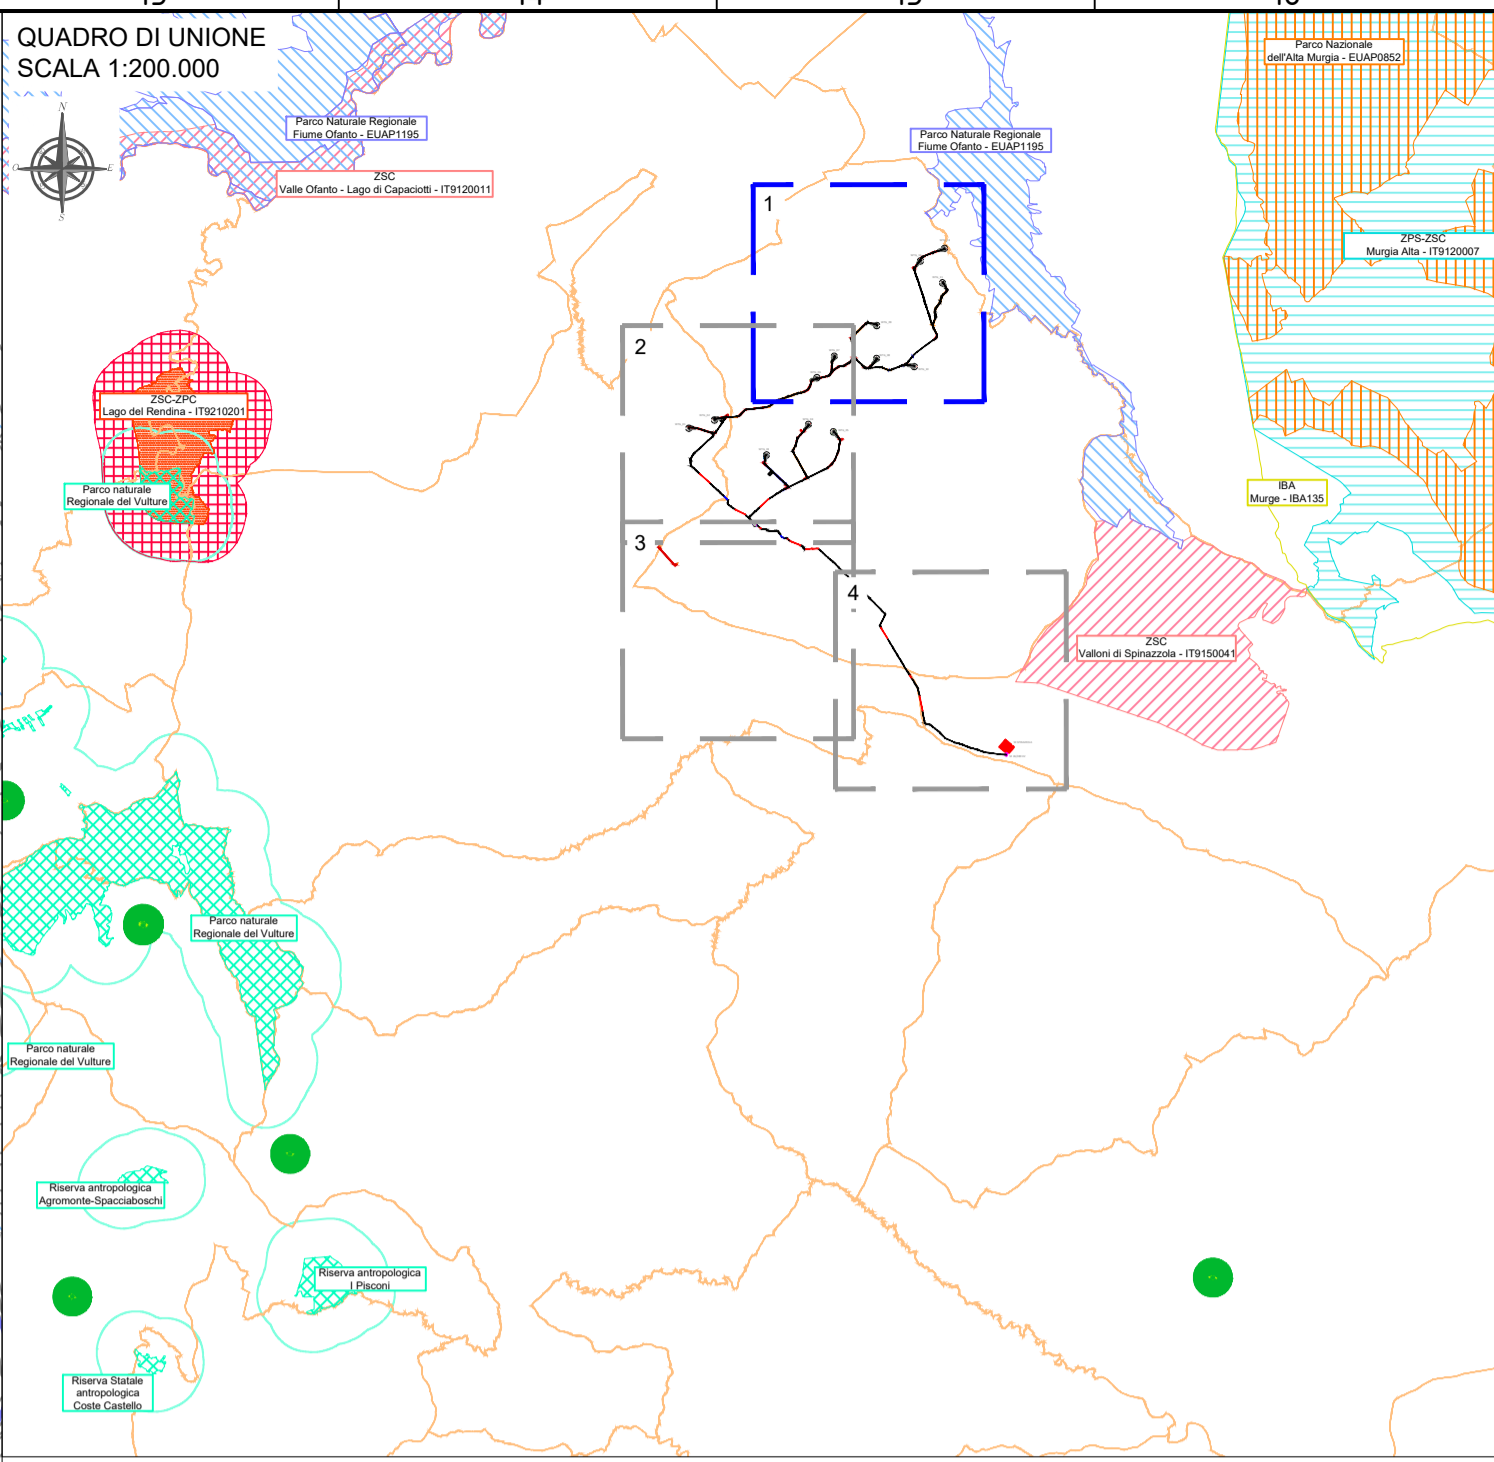 QUADRO DI UNIONE
SCALA 1:200.000
N
O
E
S
Parco Naturale Regionale
Fiume Ofanto - EUAP1195
ZSC
Valle Ofanto - Lago di Capaciotti - IT9120011
Parco Naturale Regionale
Fiume Ofanto - EUAP1195
Parco Nazionale
dell'Alta Murgia - EUAP0852
ZPS-ZSC
Murgia Alta - IT9120007
1
2
3
4
ZSC-ZPC
Lago del Rendina - IT9210201
Parco naturale
Regionale del Vulture
IBA
Murge - IBA135
ZSC
Valloni di Spinazzola - IT9150041
Parco naturale
Regionale del Vulture
Parco naturale
Regionale del Vulture
Riserva antropologica
Agromonte-Spacciaboschi
Riserva antropologica
I Pisconi
Riserva Statale
antropologica
Coste Castello